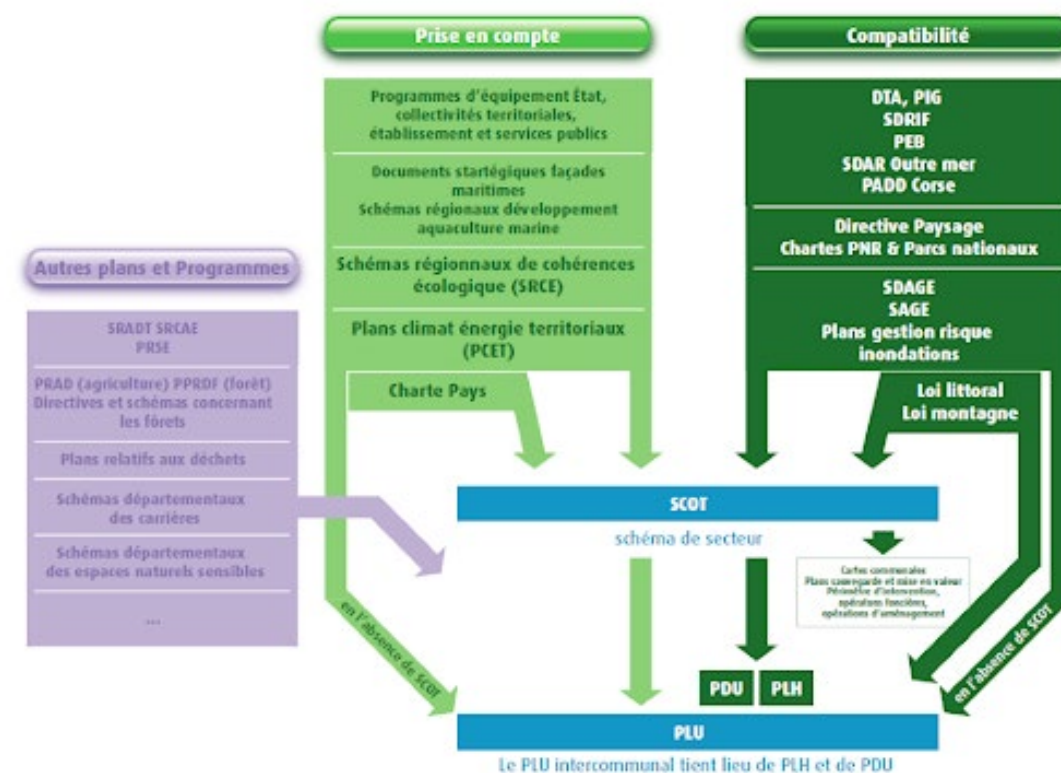 Prise en compte
Programmes d'équipement État,
collectivités territoriales,
établissement et services publics
Documents startégiques façades
maritimes
Schémas régionaux développement
aquaculture marine
Schémas régionnaux de cohérences
écologique (SRCE)
Plans climat énergie territoriaux
(PCET)
Charte Pays
Compatibilité
DTA, PIG
SDRIF
PEB
SDAR Outre mer
PADD Corse
Directive Paysage
Chartes PNR & Parcs nationaux
SDAGE
SAGE
Plans gestion risque
inondations
Loi littoral
Loi montagne
Autres plans et Programmes
SRADT SRCAE
PRSE
PRAD (agriculture) PPRDF (forêt)
Directives et schémas concernant
les fôrets
Plans relatifs aux déchets
Schémas départementaux
des carrières
Schémas départementaux
des espaces naturels sensibles
...
SCOT
schéma de secteur
Cartes communales
Plans sauvegarde et mise en valeur
Périmètre d'intervention,
opérations foncières,
opérations d'aménagement
en l'absence de SCOT
en l'absence de SCOT
PDU
PLH
PLU
Le PLU intercommunal tient lieu de PLH et de PDU